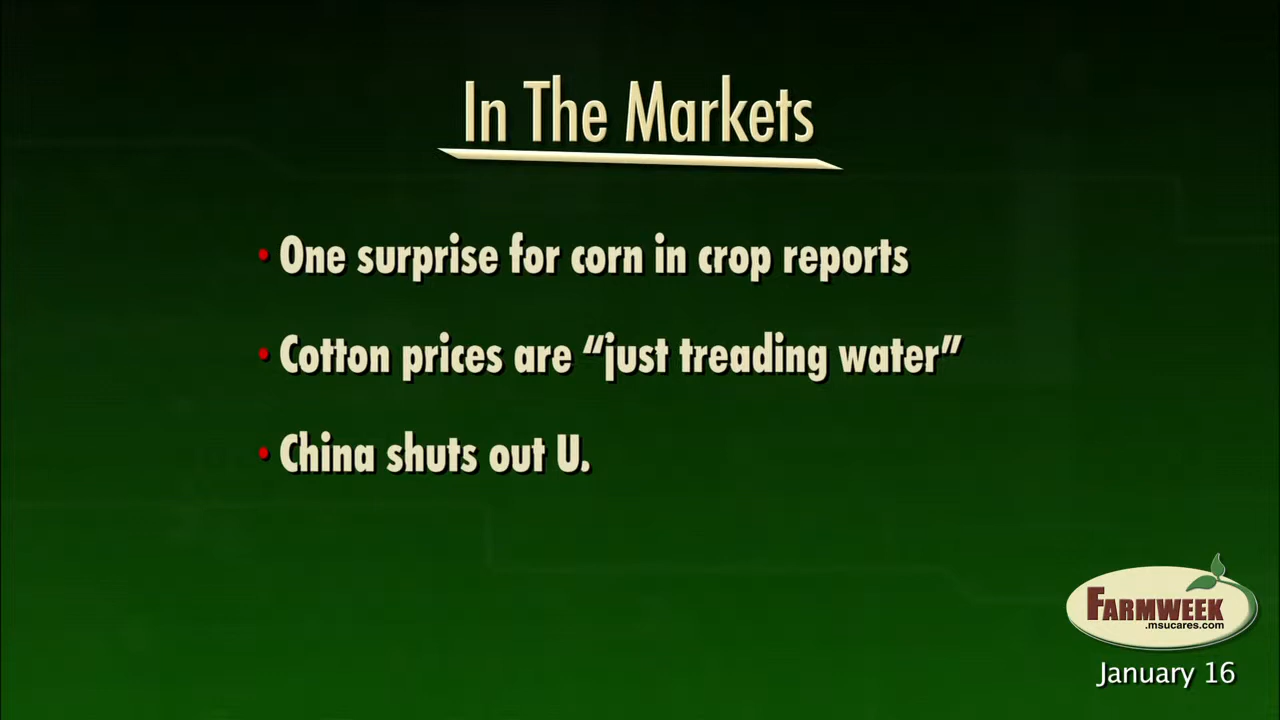 In The Markets
• One surprise for corn in crop reports
• Cotton prices are “just treading water”
• China shuts out U.
FARMWEEK
.msucares.com
January 16